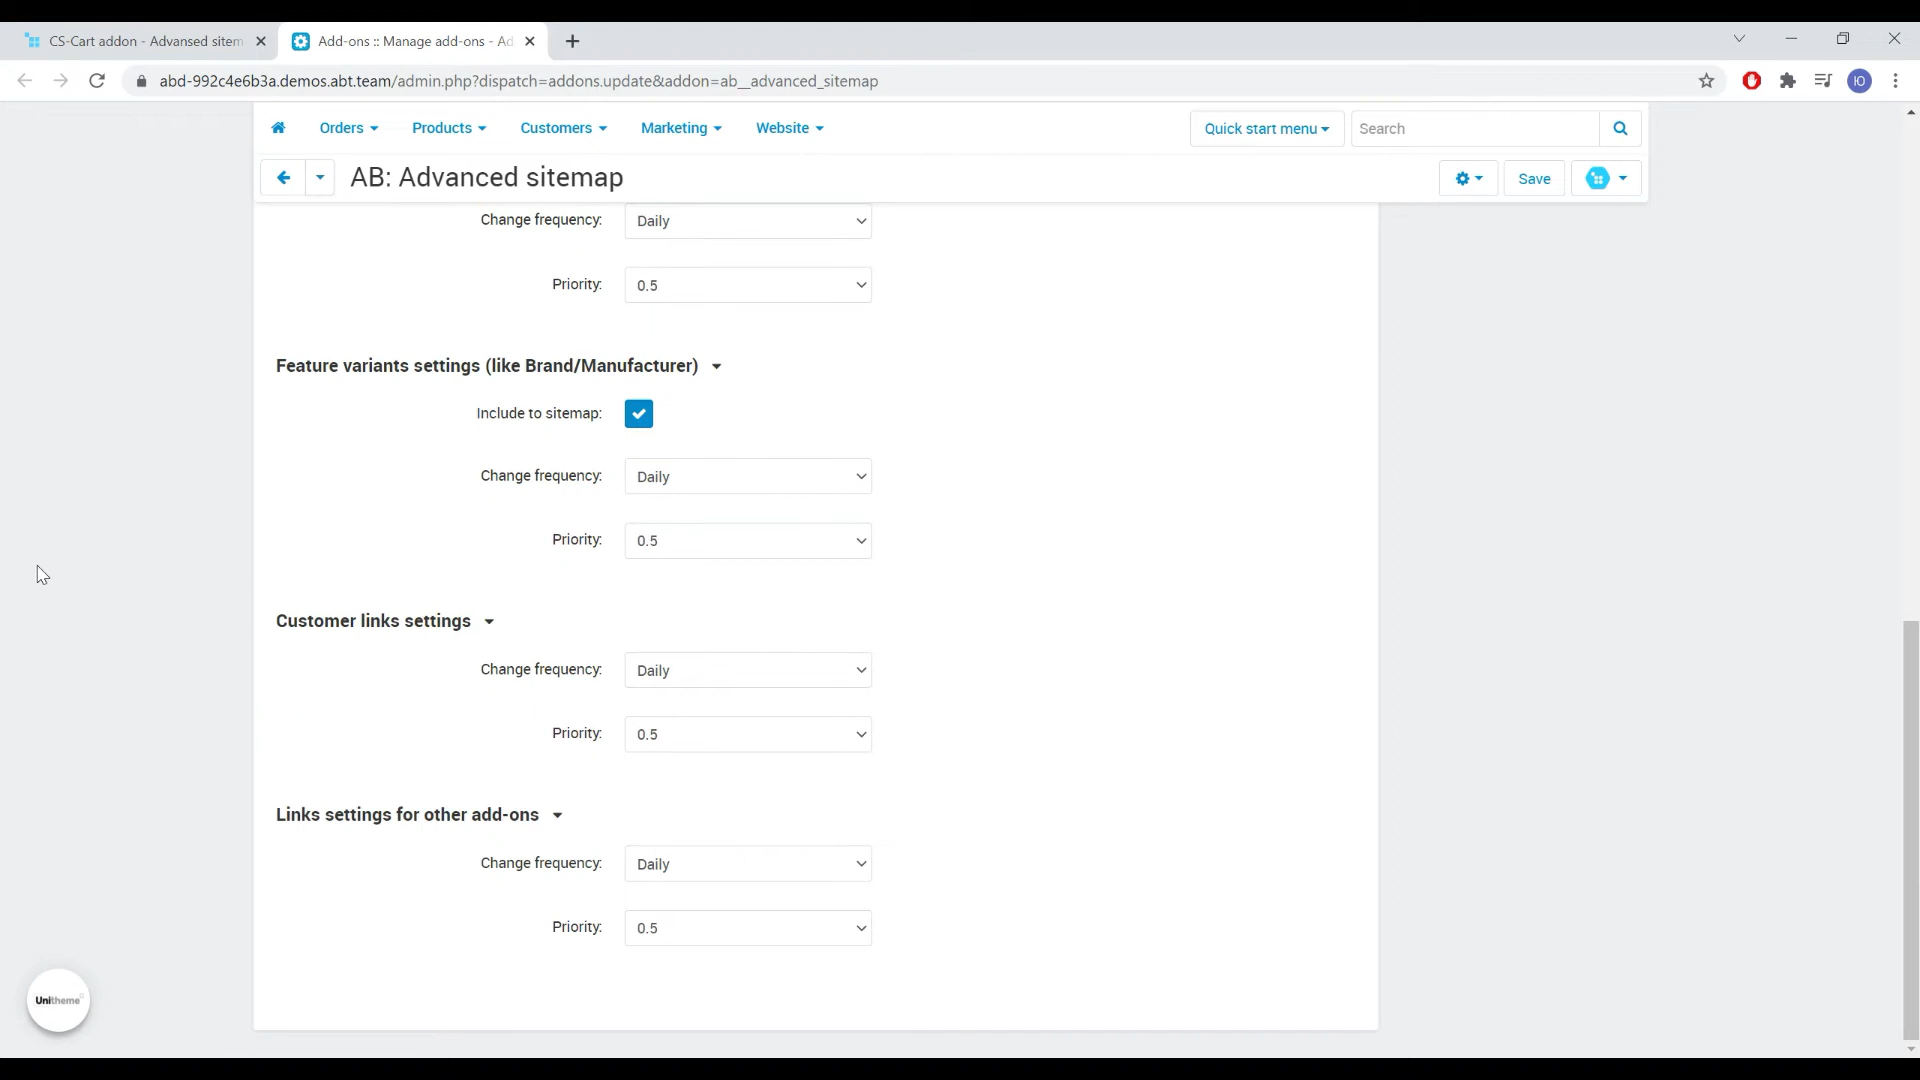 CS-Cart addon - Advansed sitem
Add-ons :: Manage add-ons - Ad
abd-992c4e6b3a.demos.abt.team/admin.php?dispatch=addons.update&addon=ab__advanced_sitemap
Ю
Orders
Products
Customers
Marketing
Website
Quick start menu
Search
AB: Advanced sitemap
Save
Change frequency: Daily
Priority: 0.5
Feature variants settings (like Brand/Manufacturer)
Include to sitemap:
Change frequency: Daily
Priority: 0.5
Customer links settings
Change frequency: Daily
Priority: 0.5
Links settings for other add-ons
Change frequency: Daily
Priority: 0.5
Unitheme